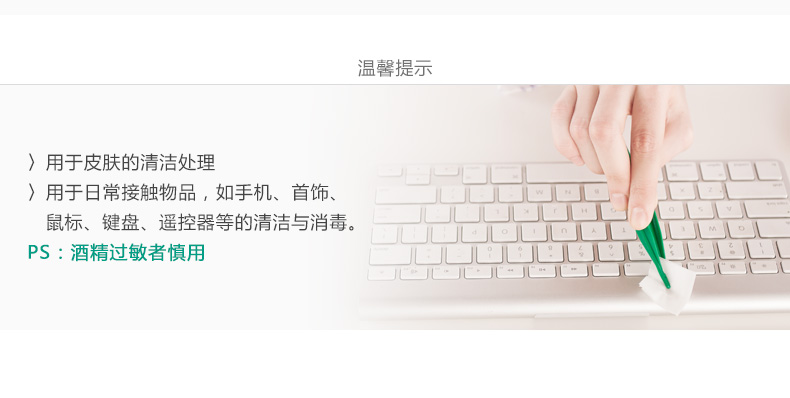 温馨提示
〉用于皮肤的清洁处理
〉用于日常接触物品，如手机、首饰、
鼠标、键盘、遥控器等的清洁与消毒。
PS：酒精过敏者慎用